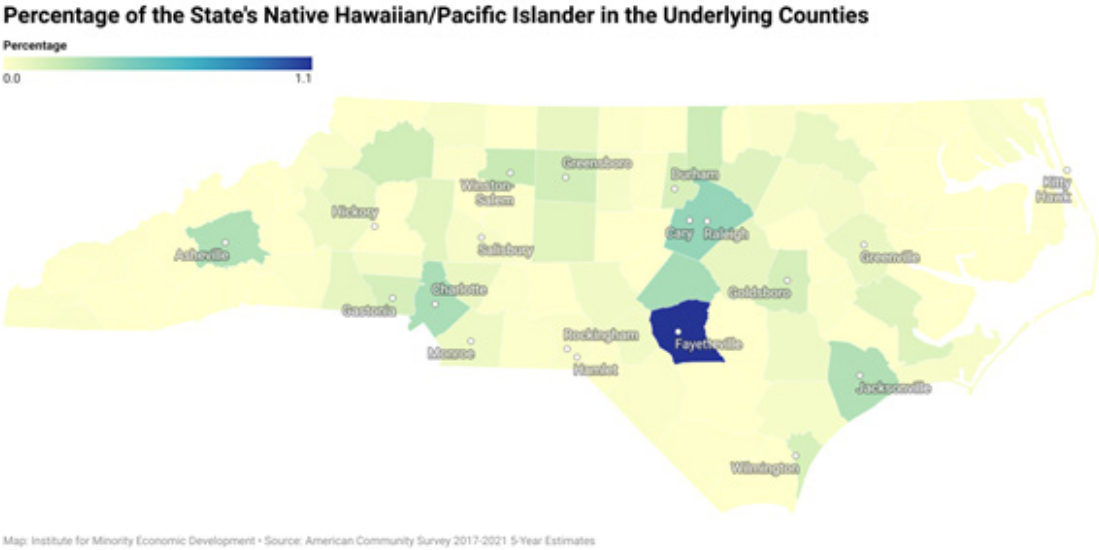 Percentage of the State's Native Hawaiian/Pacific Islander in the Underlying Counties
Percentage
0.0
1.1
Greensboro
Durham
Winston-
Salem
Kitty
Hawk
Hickory
Cary
Raleigh
Salisbury
Asheville
Greenville
Charlotte
Goldsboro
Gastonia
Rockingham
Fayetteville
Monroe
Hamlet
Jacksonville
Wilmington
Map: Institute for Minority Economic Development • Source: American Community Survey 2017-2021 5-Year Estimates